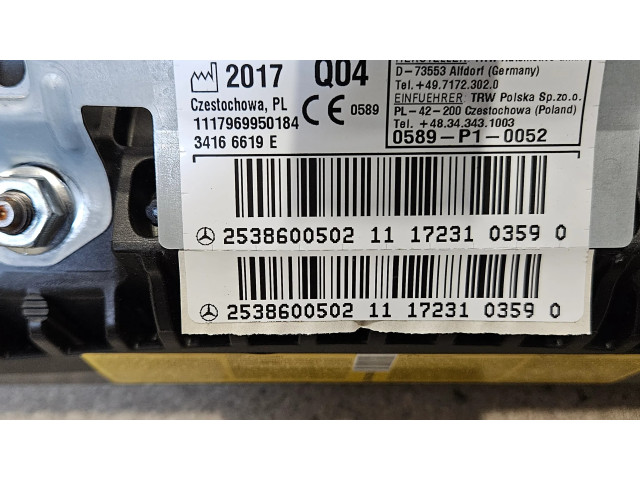 2017 Q04
Czestochowa, PL
CE 0589
1117969950184
3416 6619 E
D-73553 Alfdorf (Germany)
Tel.+49.7172.302.0
EINFUEHRER TRW Polska Sp.zo.o.
PL-42-200 Czestochowa (Poland)
Tel. +48.34.343.1003
0589-P1-0052
2538600502 11 17231 0359 0
2538600502 11 17231 0359 0